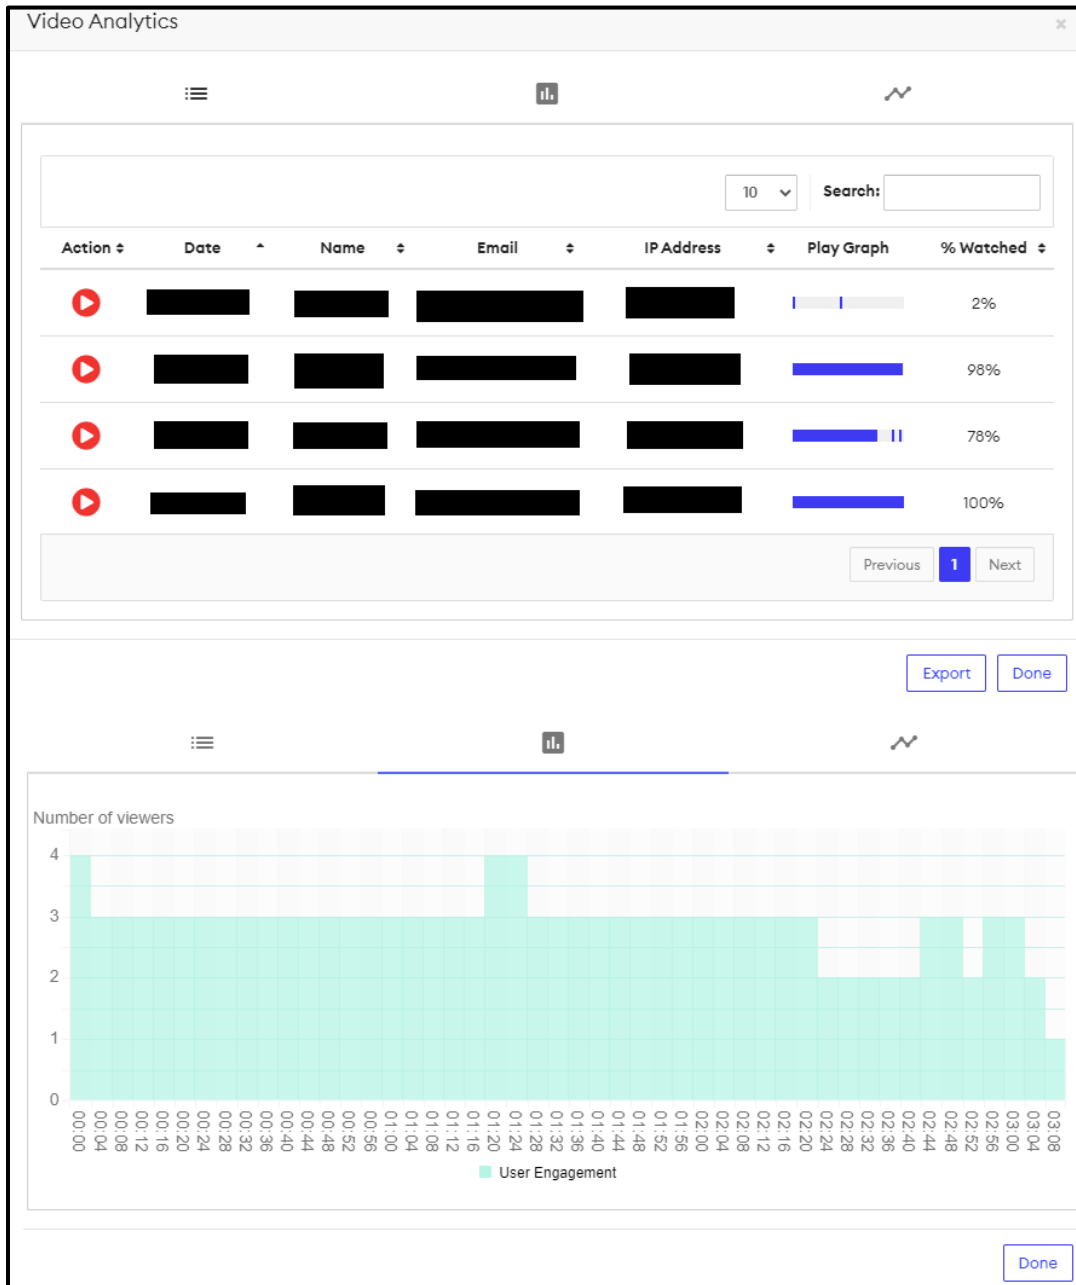 Video Analytics ×
10 Search:
Action Date Name Email IP Address Play Graph % Watched
2%
98%
78%
100%
Previous 1 Next
Export Done
Number of viewers
4
3
2
1
0
00:00 00:04 00:08 00:12 00:16 00:20 00:24 00:28 00:32 00:36 00:40 00:44 00:48 00:52 00:56 01:00 01:04 01:08 01:12 01:16 01:20 01:24 01:28 01:32 01:36 01:40 01:44 01:48 01:52 01:56 02:00 02:04 02:08 02:12 02:16 02:20 02:24 02:28 02:32 02:36 02:40 02:44 02:48 02:52 02:56 03:00 03:04 03:08
User Engagement
Done